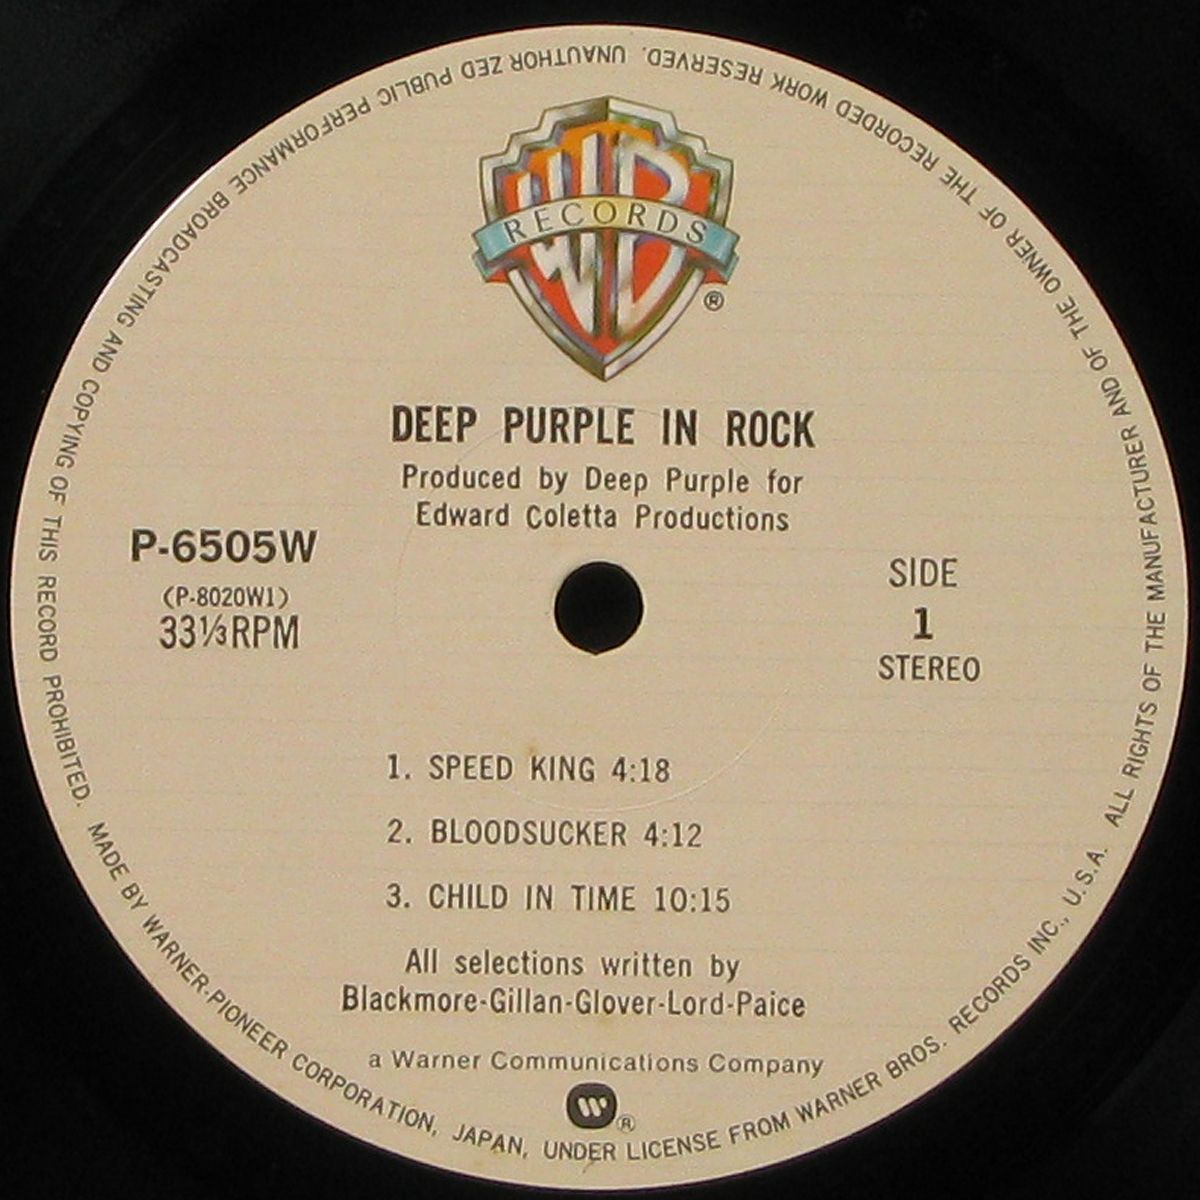 WB
RECORDS
®
DEEP PURPLE IN ROCK
Produced by Deep Purple for
Edward Coletta Productions
P-6505W
(P-8020W1)
33⅓RPM
SIDE
1
STEREO
1. SPEED KING 4:18
2. BLOODSUCKER 4:12
3. CHILD IN TIME 10:15
All selections written by
Blackmore-Gillan-Glover-Lord-Paice
a Warner Communications Company
®
MADE BY WARNER-PIONEER CORPORATION, JAPAN, UNDER LICENSE FROM WARNER BROS. RECORDS INC., U.S.A. ALL RIGHTS OF THE MANUFACTURER AND OF THE OWNER OF THE RECORDED WORK RESERVED. UNAUTHOR ZED PUBLIC PERFORMANCE BROADCASTING AND COPYING OF THIS RECORD PROHIBITED.